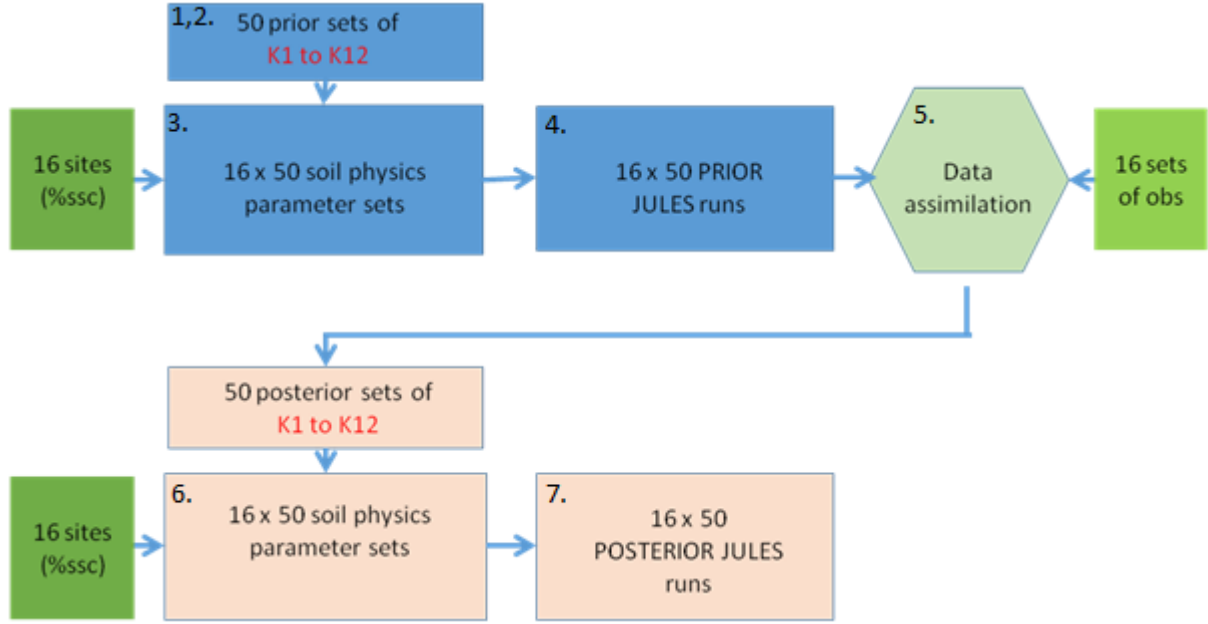 1,2.
50 prior sets of
K1 to K12
16 sites
(%ssc)
3.
16 x 50 soil physics
parameter sets
4.
16 x 50 PRIOR
JULES runs
5.
Data
assimilation
16 sets
of obs
50 posterior sets of
K1 to K12
16 sites
(%ssc)
6.
16 x 50 soil physics
parameter sets
7.
16 x 50
POSTERIOR JULES
runs